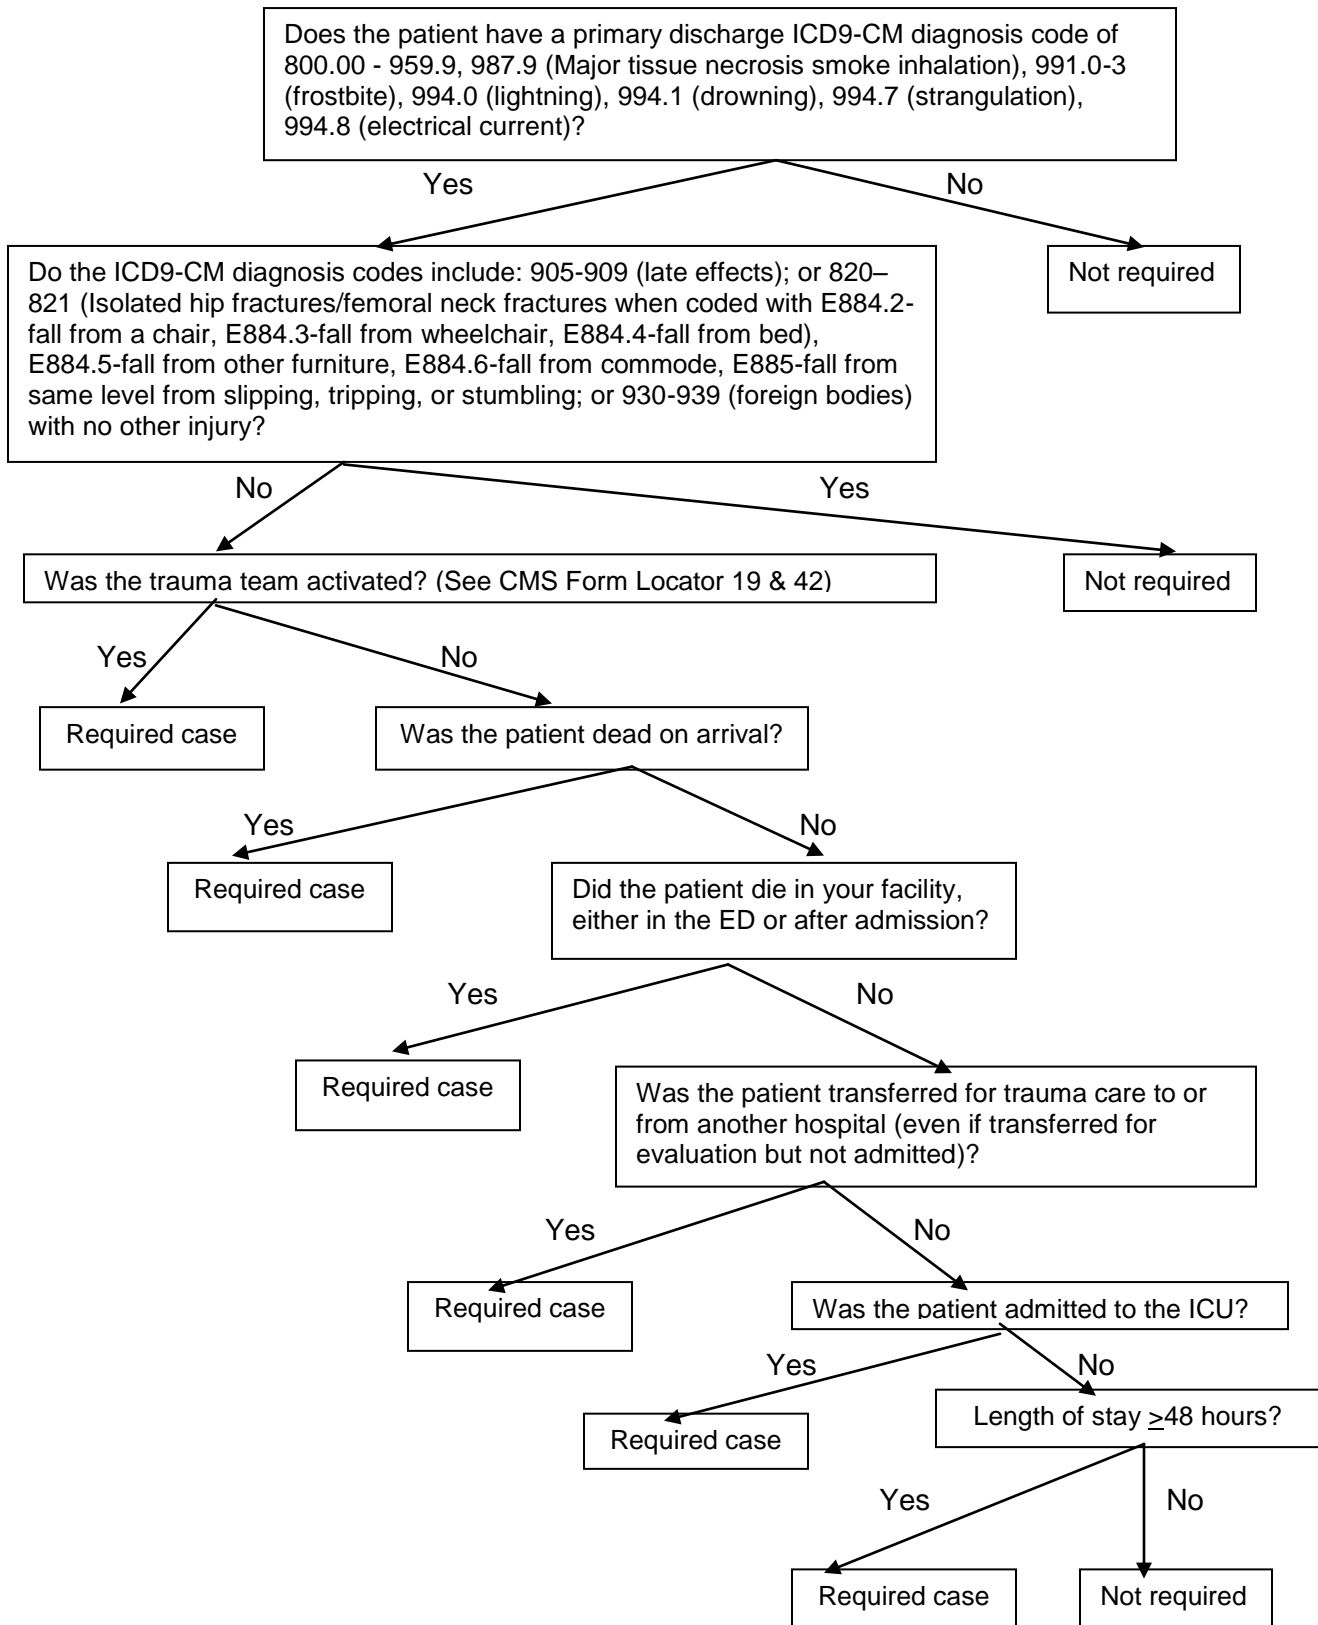 Does the patient have a primary discharge ICD9-CM diagnosis code of
800.00 - 959.9, 987.9 (Major tissue necrosis smoke inhalation), 991.0-3
(frostbite), 994.0 (lightning), 994.1 (drowning), 994.7 (strangulation),
994.8 (electrical current)?
Yes
No
Do the ICD9-CM diagnosis codes include: 905-909 (late effects); or 820–
821 (Isolated hip fractures/femoral neck fractures when coded with E884.2-
fall from a chair, E884.3-fall from wheelchair, E884.4-fall from bed),
E884.5-fall from other furniture, E884.6-fall from commode, E885-fall from
same level from slipping, tripping, or stumbling; or 930-939 (foreign bodies)
with no other injury?
Not required
No
Yes
Was the trauma team activated? (See CMS Form Locator 19 & 42)
Not required
Yes
No
Required case
Was the patient dead on arrival?
Yes
No
Required case
Did the patient die in your facility,
either in the ED or after admission?
Yes
No
Required case
Was the patient transferred for trauma care to or
from another hospital (even if transferred for
evaluation but not admitted)?
Yes
No
Required case
Was the patient admitted to the ICU?
Yes
No
Required case
Length of stay >48 hours?
Yes
No
Required case
Not required